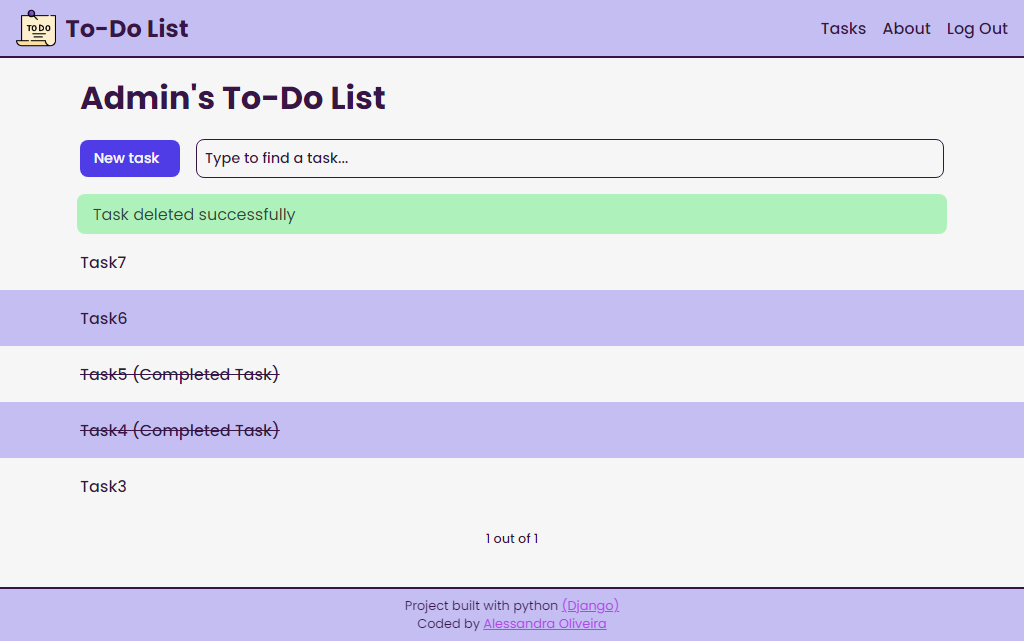 TO DO
To-Do List
Tasks About Log Out
Admin's To-Do List
New task
Type to find a task...
Task deleted successfully
Task7
Task6
Task5 (Completed Task)
Task4 (Completed Task)
Task3
1 out of 1
Project built with python (Django)
Coded by Alessandra Oliveira